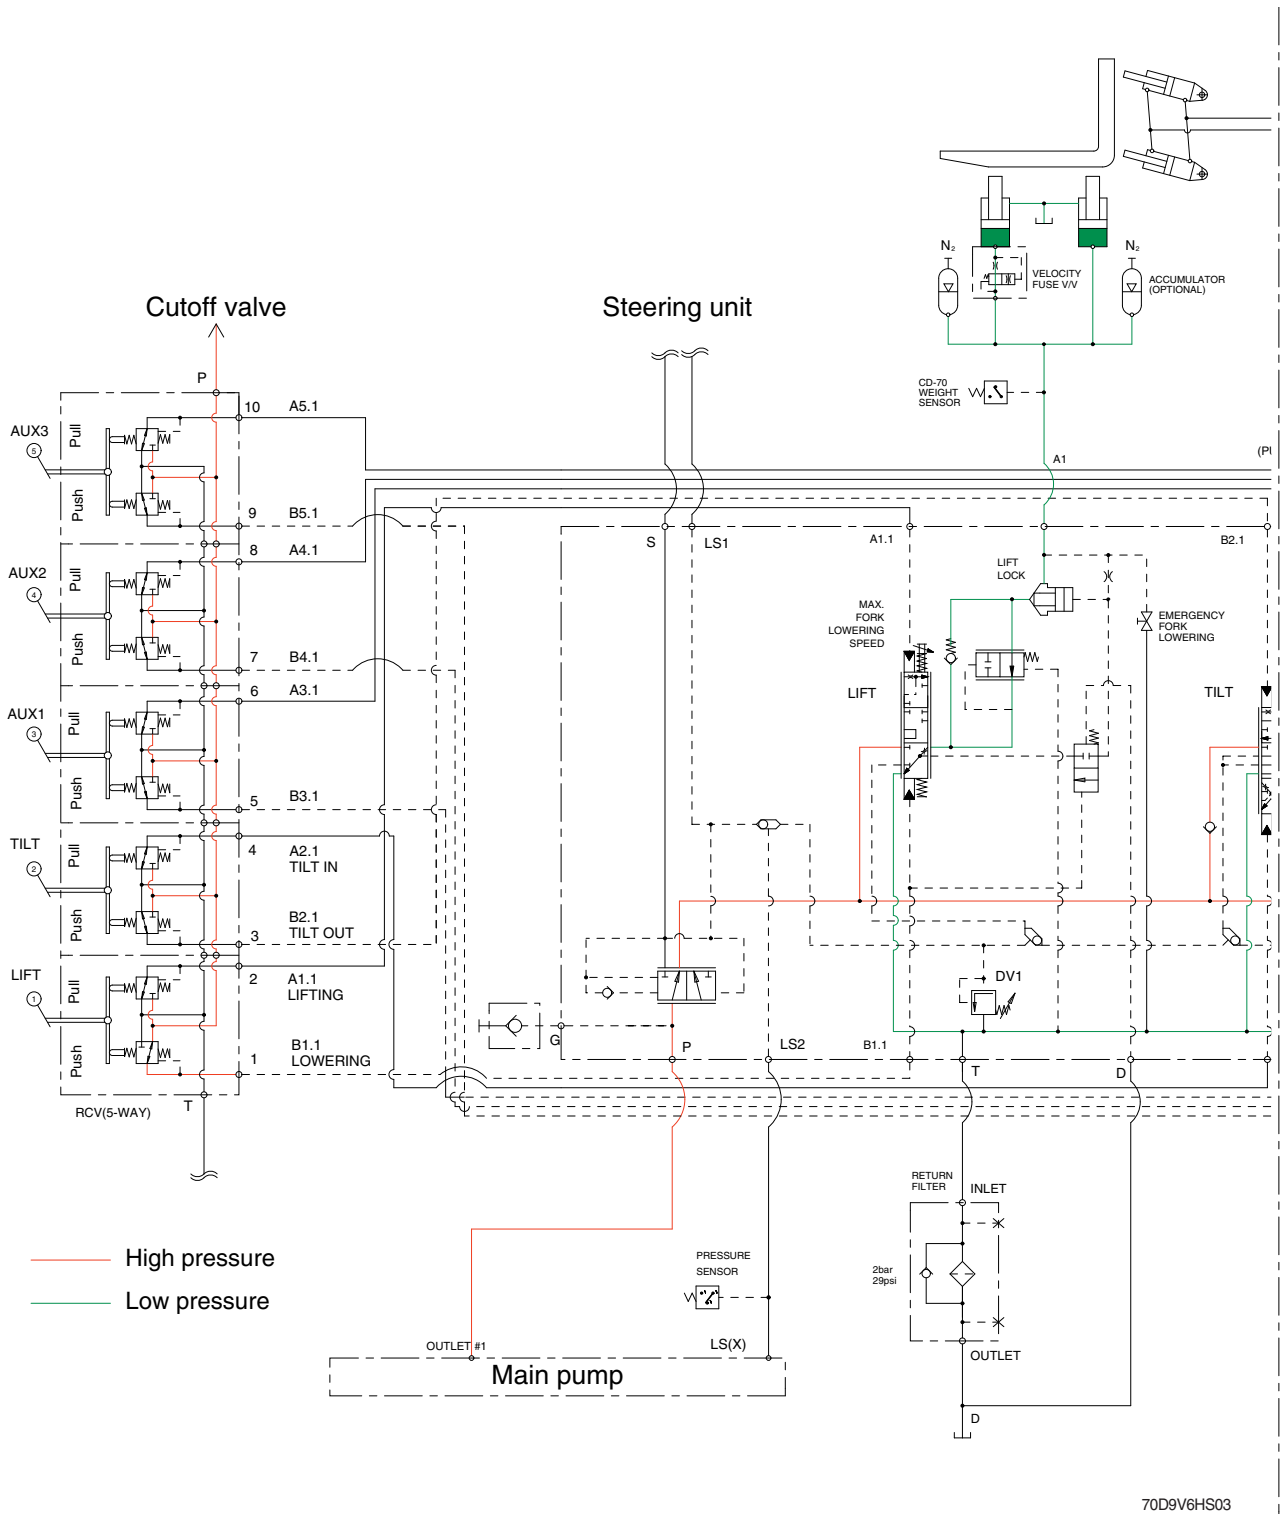 N2
N2
VELOCITY
FUSE V/V
ACCUMULATOR
(OPTIONAL)
Cutoff valve
Steering unit
CD-70
WEIGHT
SENSOR
P
10 A5.1
AUX3
5
Pull
Push
A1
9 B5.1
8 A4.1
S
LS1
A1.1
B2.1
AUX2
4
Pull
Push
LIFT
LOCK
MAX.
FORK
LOWERING
SPEED
EMERGENCY
FORK
LOWERING
7 B4.1
6 A3.1
LIFT
TILT
AUX1
3
Pull
Push
5 B3.1
TILT
2
Pull
Push
4 A2.1
TILT IN
3 B2.1
TILT OUT
LIFT
1
Pull
Push
2 A1.1
LIFTING
DV1
1 B1.1
LOWERING
G
P
LS2
B1.1
T
D
T
RCV(5-WAY)
RETURN
FILTER
INLET
2bar
29psi
High pressure
Low pressure
PRESSURE
SENSOR
OUTLET #1
LS(X)
OUTLET
Main pump
D
70D9V6HS03